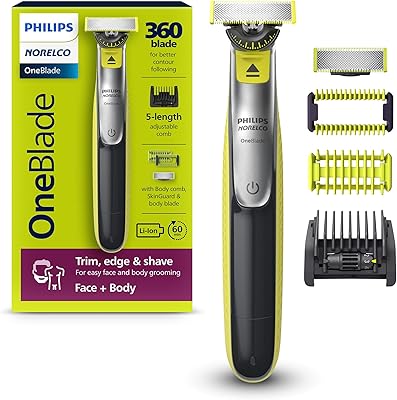 PHILIPS
NORELCO
OneBlade
360
blade
for better
contour
following
5-length
adjustable
comb
with Body comb,
SkinGuard &
body blade
Li-Ion
60
OneBlade
Trim, edge & shave
For easy face and body grooming
Face + Body
PHILIPS
NORELCO
OneBlade